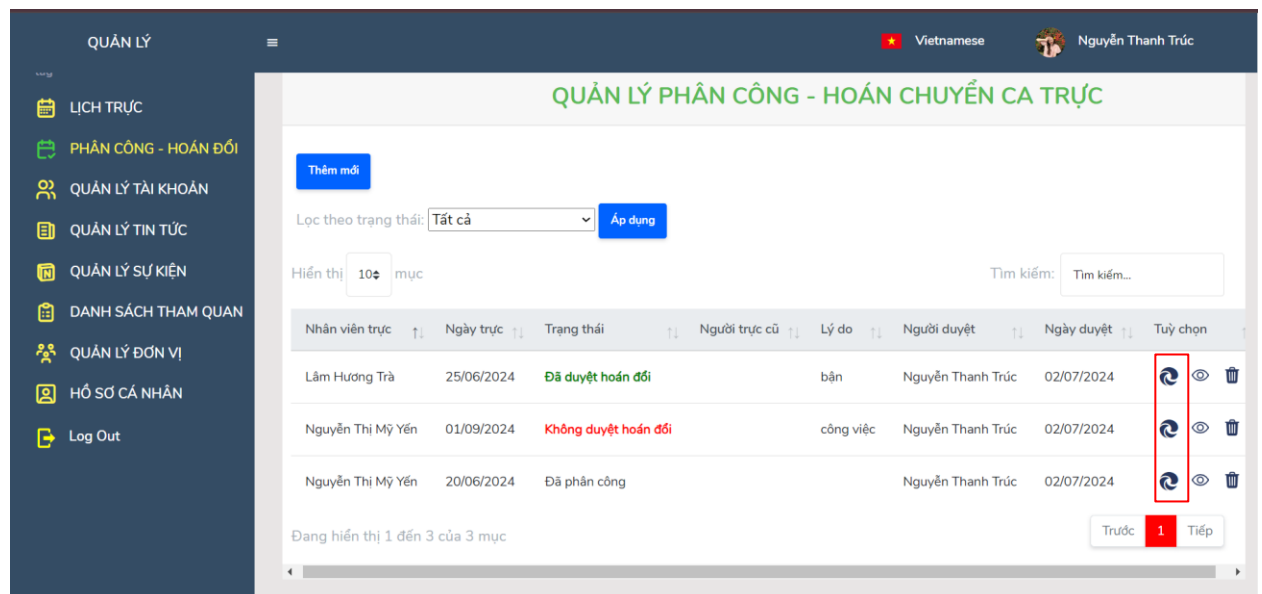 QUẢN LÝ
Vietnamese
Nguyễn Thanh Trúc
LỊCH TRỰC
PHÂN CÔNG - HOÁN ĐỔI
QUẢN LÝ TÀI KHOẢN
QUẢN LÝ TIN TỨC
QUẢN LÝ SỰ KIỆN
DANH SÁCH THAM QUAN
QUẢN LÝ ĐƠN VỊ
HỒ SƠ CÁ NHÂN
Log Out
QUẢN LÝ PHÂN CÔNG - HOÁN CHUYỂN CA TRỰC
Thêm mới
Lọc theo trạng thái: Tất cả Áp dụng
Hiển thị 10 mục Tìm kiếm: Tìm kiếm...
Nhân viên trực Ngày trực Trạng thái Người trực cũ Lý do Người duyệt Ngày duyệt Tuỳ chọn
Lâm Hương Trà 25/06/2024 Đã duyệt hoán đổi bận Nguyễn Thanh Trúc 02/07/2024
Nguyễn Thị Mỹ Yến 01/09/2024 Không duyệt hoán đổi công việc Nguyễn Thanh Trúc 02/07/2024
Nguyễn Thị Mỹ Yến 20/06/2024 Đã phân công Nguyễn Thanh Trúc 02/07/2024
Đang hiển thị 1 đến 3 của 3 mục Trước 1 Tiếp